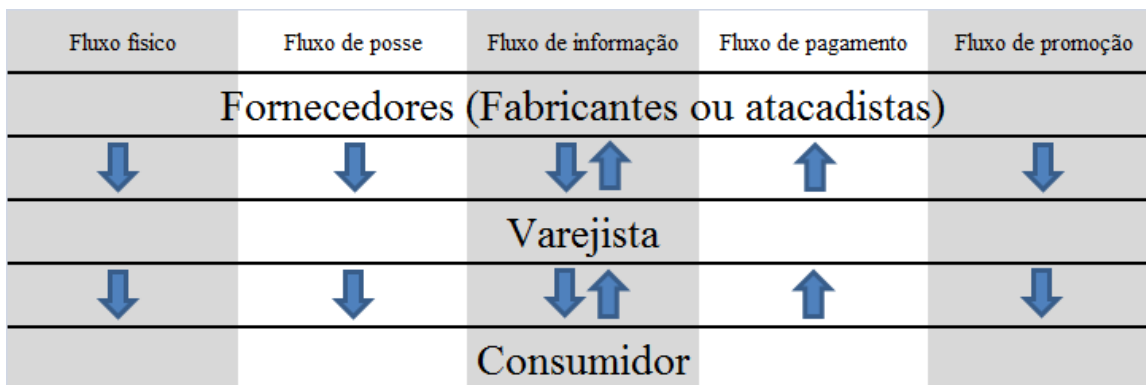 Fluxo fisico Fluxo de posse Fluxo de informação Fluxo de pagamento Fluxo de promoção
Fornecedores (Fabricantes ou atacadistas)
Varejista
Consumidor